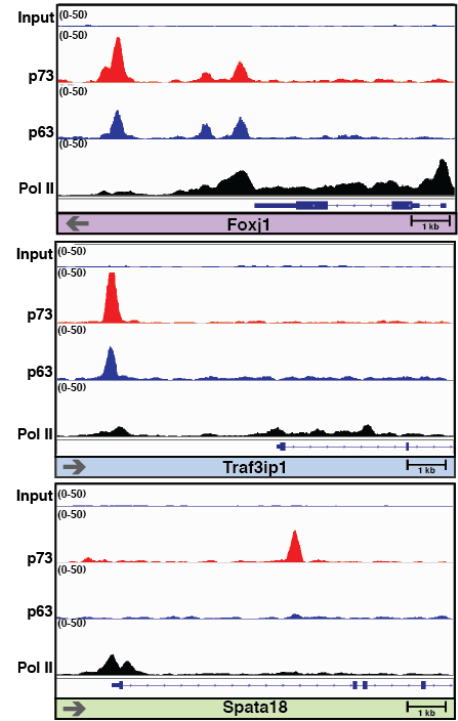 Input (0-50)
(0-50)
p73
(0-50)
p63
(0-50)
Pol II
Foxj1
1 kb
Input (0-50)
(0-50)
p73
(0-50)
p63
(0-50)
Pol II
Traf3ip1
1 kb
Input (0-50)
(0-50)
p73
(0-50)
p63
(0-50)
Pol II
Spata18
1 kb